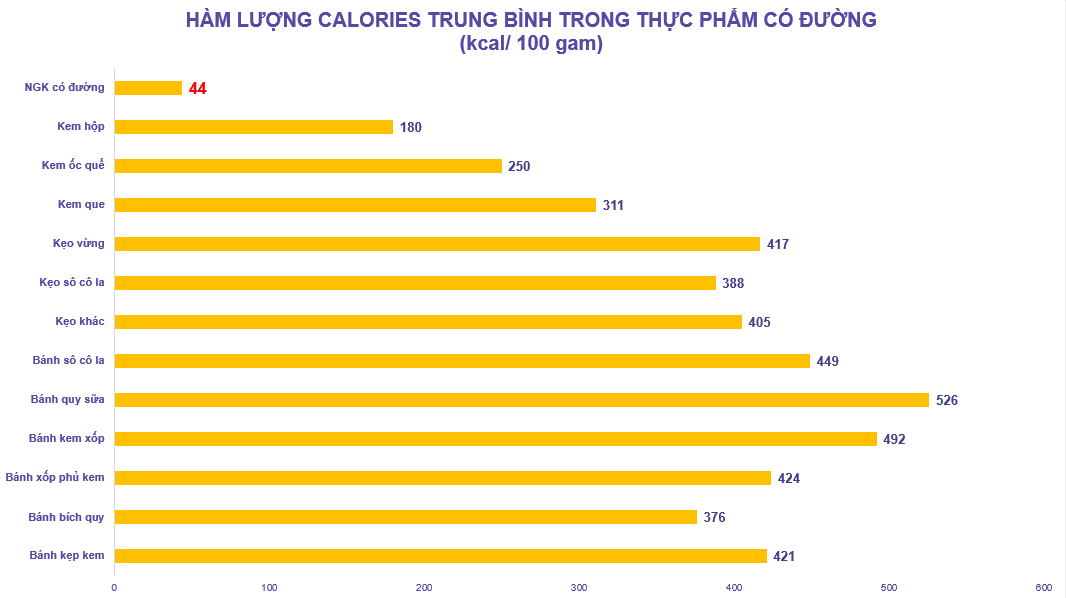 HÀM LƯỢNG CALORIES TRUNG BÌNH TRONG THỰC PHẨM CÓ ĐƯỜNG
(kcal/ 100 gam)
NGK có đường 44
Kem hộp 180
Kem ốc quế 250
Kem que 311
Kẹo vừng 417
Kẹo sô cô la 388
Kẹo khác 405
Bánh sô cô la 449
Bánh quy sữa 526
Bánh kem xốp 492
Bánh xốp phủ kem 424
Bánh bích quy 376
Bánh kẹp kem 421
0 100 200 300 400 500 600